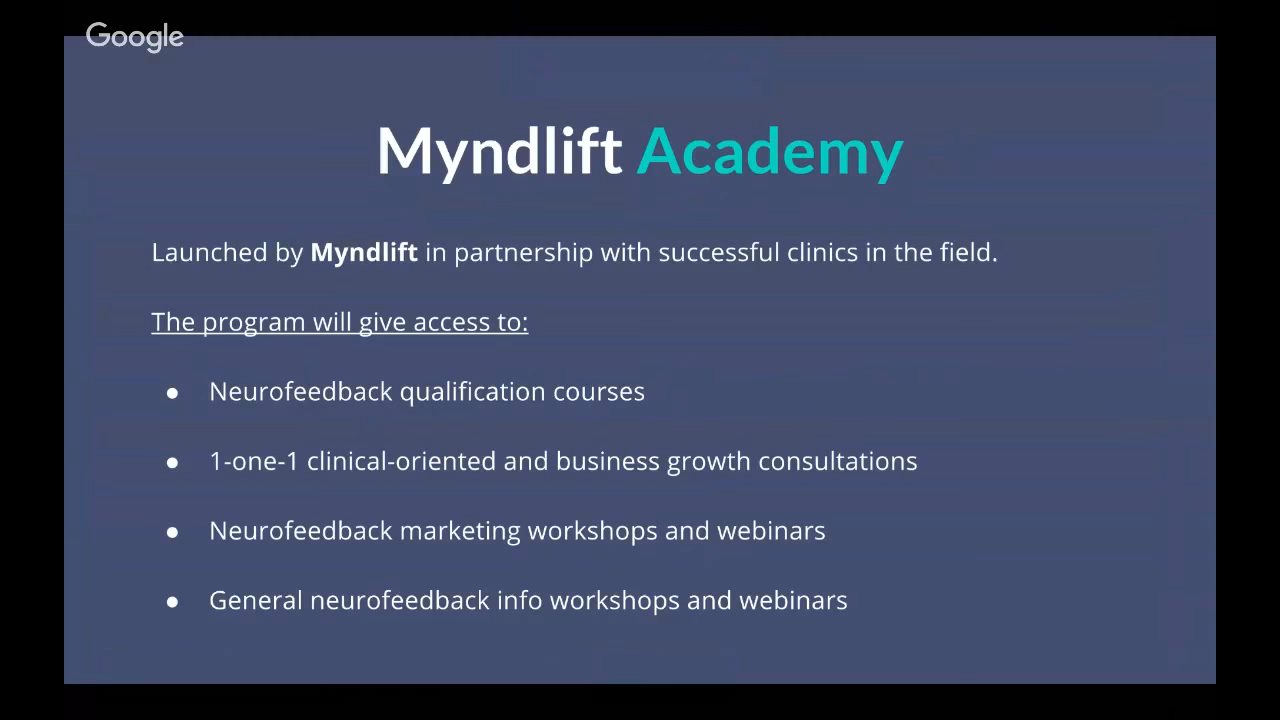 Google
Myndlift Academy
Launched by Myndlift in partnership with successful clinics in the field.
The program will give access to:
● Neurofeedback qualification courses
● 1-one-1 clinical-oriented and business growth consultations
● Neurofeedback marketing workshops and webinars
● General neurofeedback info workshops and webinars